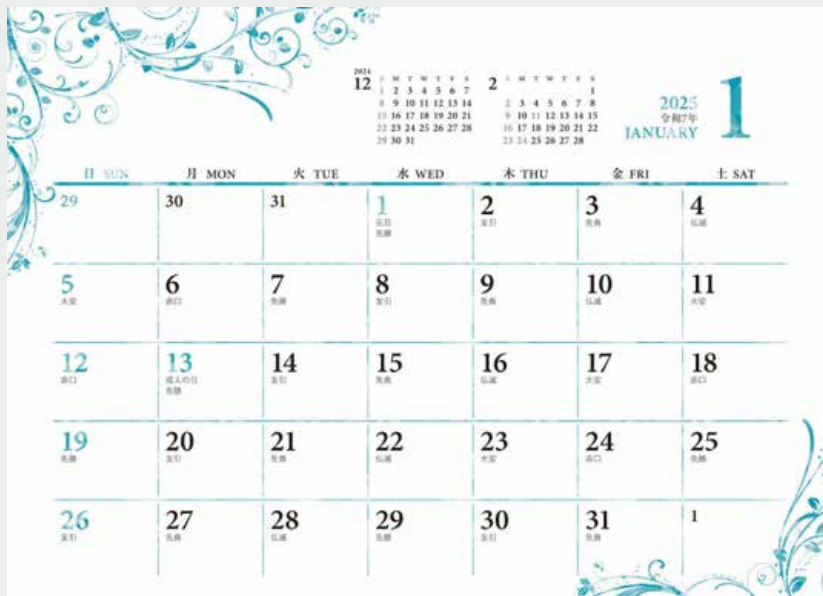 2024
12
S M T W T F S
1 2 3 4 5 6 7
8 9 10 11 12 13 14
15 16 17 18 19 20 21
22 23 24 25 26 27 28
29 30 31
2
S M T W T F S
1
2 3 4 5 6 7 8
9 10 11 12 13 14 15
16 17 18 19 20 21 22
23 24 25 26 27 28
2025
令和7年
JANUARY
1
日 SUN 月 MON 火 TUE 水 WED 木 THU 金 FRI 土 SAT
29 30 31 1 2 3 4
元日
先勝 友引 先負 仏滅
5 6 7 8 9 10 11
大安 赤口 先勝 友引 先負 仏滅 大安
12 13 14 15 16 17 18
赤口 成人の日 友引 先負 仏滅 大安 赤口
先勝
19 20 21 22 23 24 25
先勝 友引 先負 仏滅 大安 赤口 先勝
26 27 28 29 30 31 1
友引 先負 仏滅 先勝 友引 先負